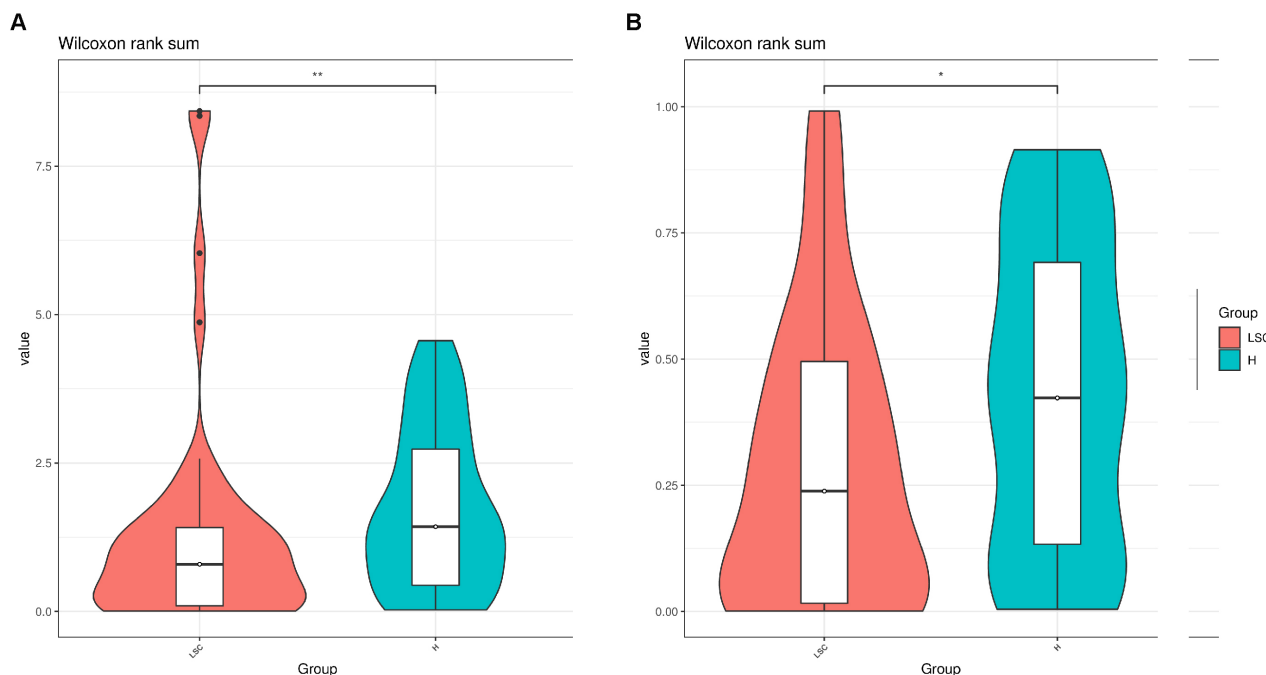 A
Wilcoxon rank sum
**
7.5
5.0
2.5
0.0
value
LSC
H
Group
B
Wilcoxon rank sum
*
1.00
0.75
0.50
0.25
0.00
value
LSC
H
Group
Group
LSC
H